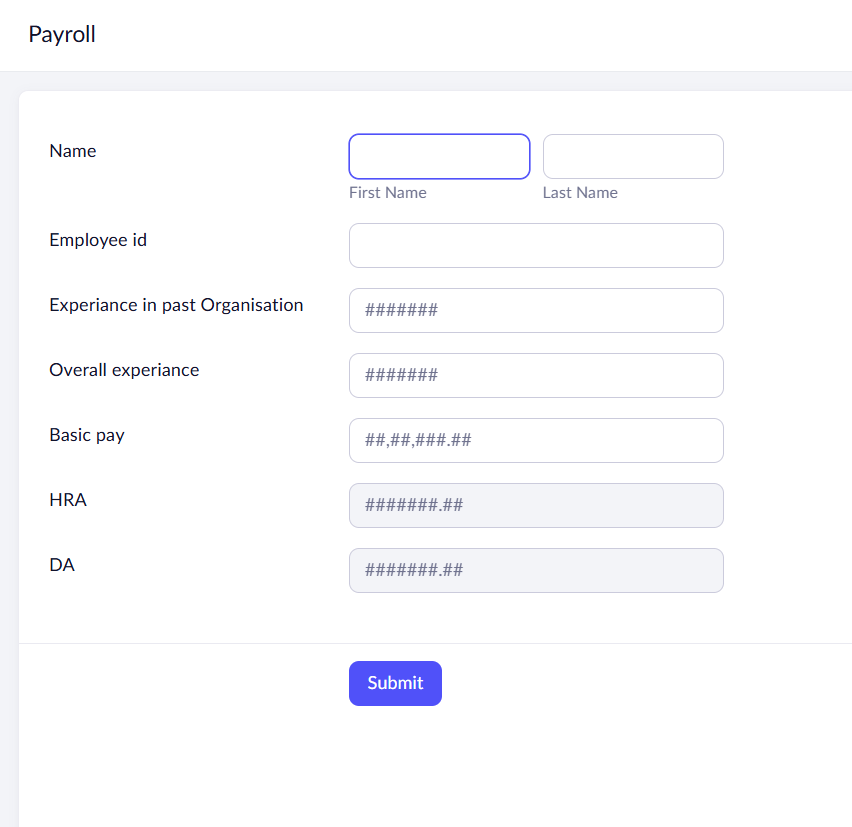 Payroll
Name
First Name Last Name
Employee id
Experiance in past Organisation #######
Overall experiance #######
Basic pay ##,##,###.##
HRA #######.##
DA #######.##
Submit